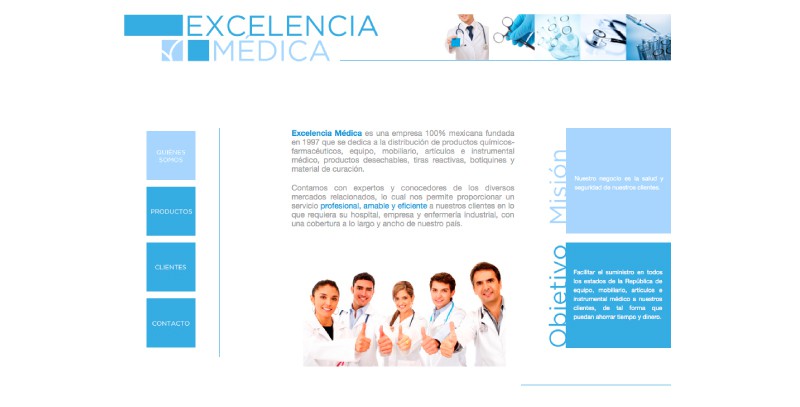 EXCELENCIA
MÉDICA
QUIÉNES
SOMOS
PRODUCTOS
CLIENTES
CONTACTO
Excelencia Médica es una empresa 100% mexicana fundada
en 1997 que se dedica a la distribución de productos químicos-
farmacéuticos, equipo, mobiliario, artículos e instrumental
médico, productos desechables, tiras reactivas, botiquines y
material de curación.
Contamos con expertos y conocedores de los diversos
mercados relacionados, lo cual nos permite proporcionar un
servicio profesional, amable y eficiente a nuestros clientes en lo
que requiera su hospital, empresa y enfermería industrial, con
una cobertura a lo largo y ancho de nuestro país.
Misión
Nuestro negocio es la salud y
seguridad de nuestros clientes.
Objetivo
Facilitar el suministro en todos
los estados de la República de
equipo, mobiliario, artículos e
instrumental médico a nuestros
clientes, de tal forma que
puedan ahorrar tiempo y dinero.